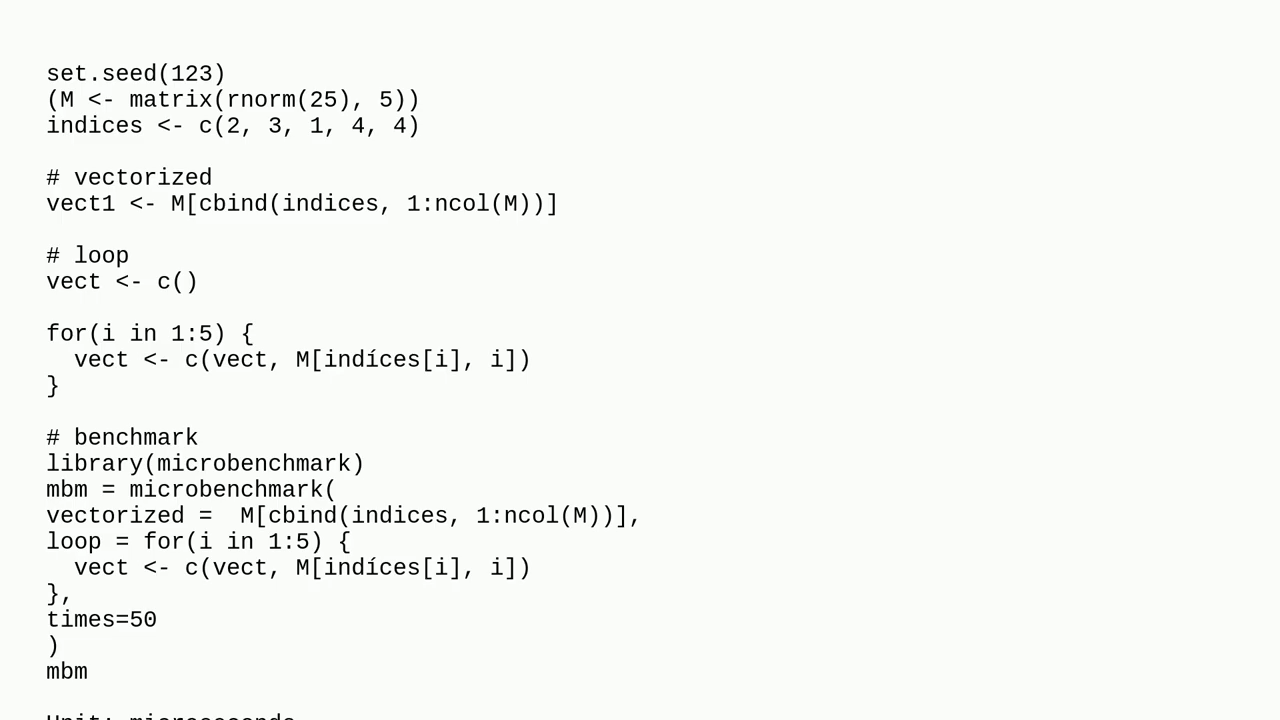 set.seed(123)
(M <- matrix(rnorm(25), 5))
indices <- c(2, 3, 1, 4, 4)

# vectorized
vect1 <- M[cbind(indices, 1:ncol(M))]

# loop
vect <- c()

for(i in 1:5) {
  vect <- c(vect, M[indíces[i], i])
}

# benchmark
library(microbenchmark)
mbm = microbenchmark(
vectorized =  M[cbind(indices, 1:ncol(M))],
loop = for(i in 1:5) {
  vect <- c(vect, M[indíces[i], i])
},
times=50
)
mbm

Unit: microseconds